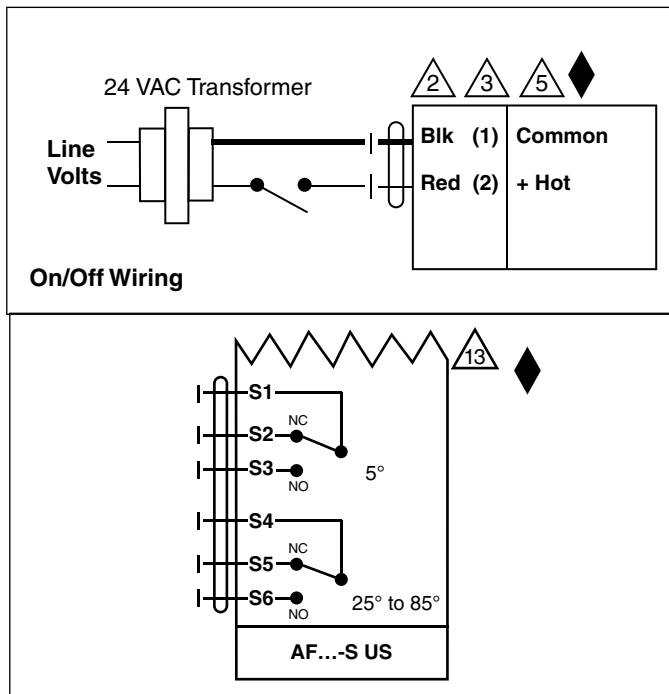 24 VAC Transformer
2 3 5
Line
Volts
Blk (1) Common
Red (2) + Hot
On/Off Wiring
13
S1
NC
S2
S3
5°
NO
S4
NC
S5
S6
25° to 85°
NO
AF...-S US